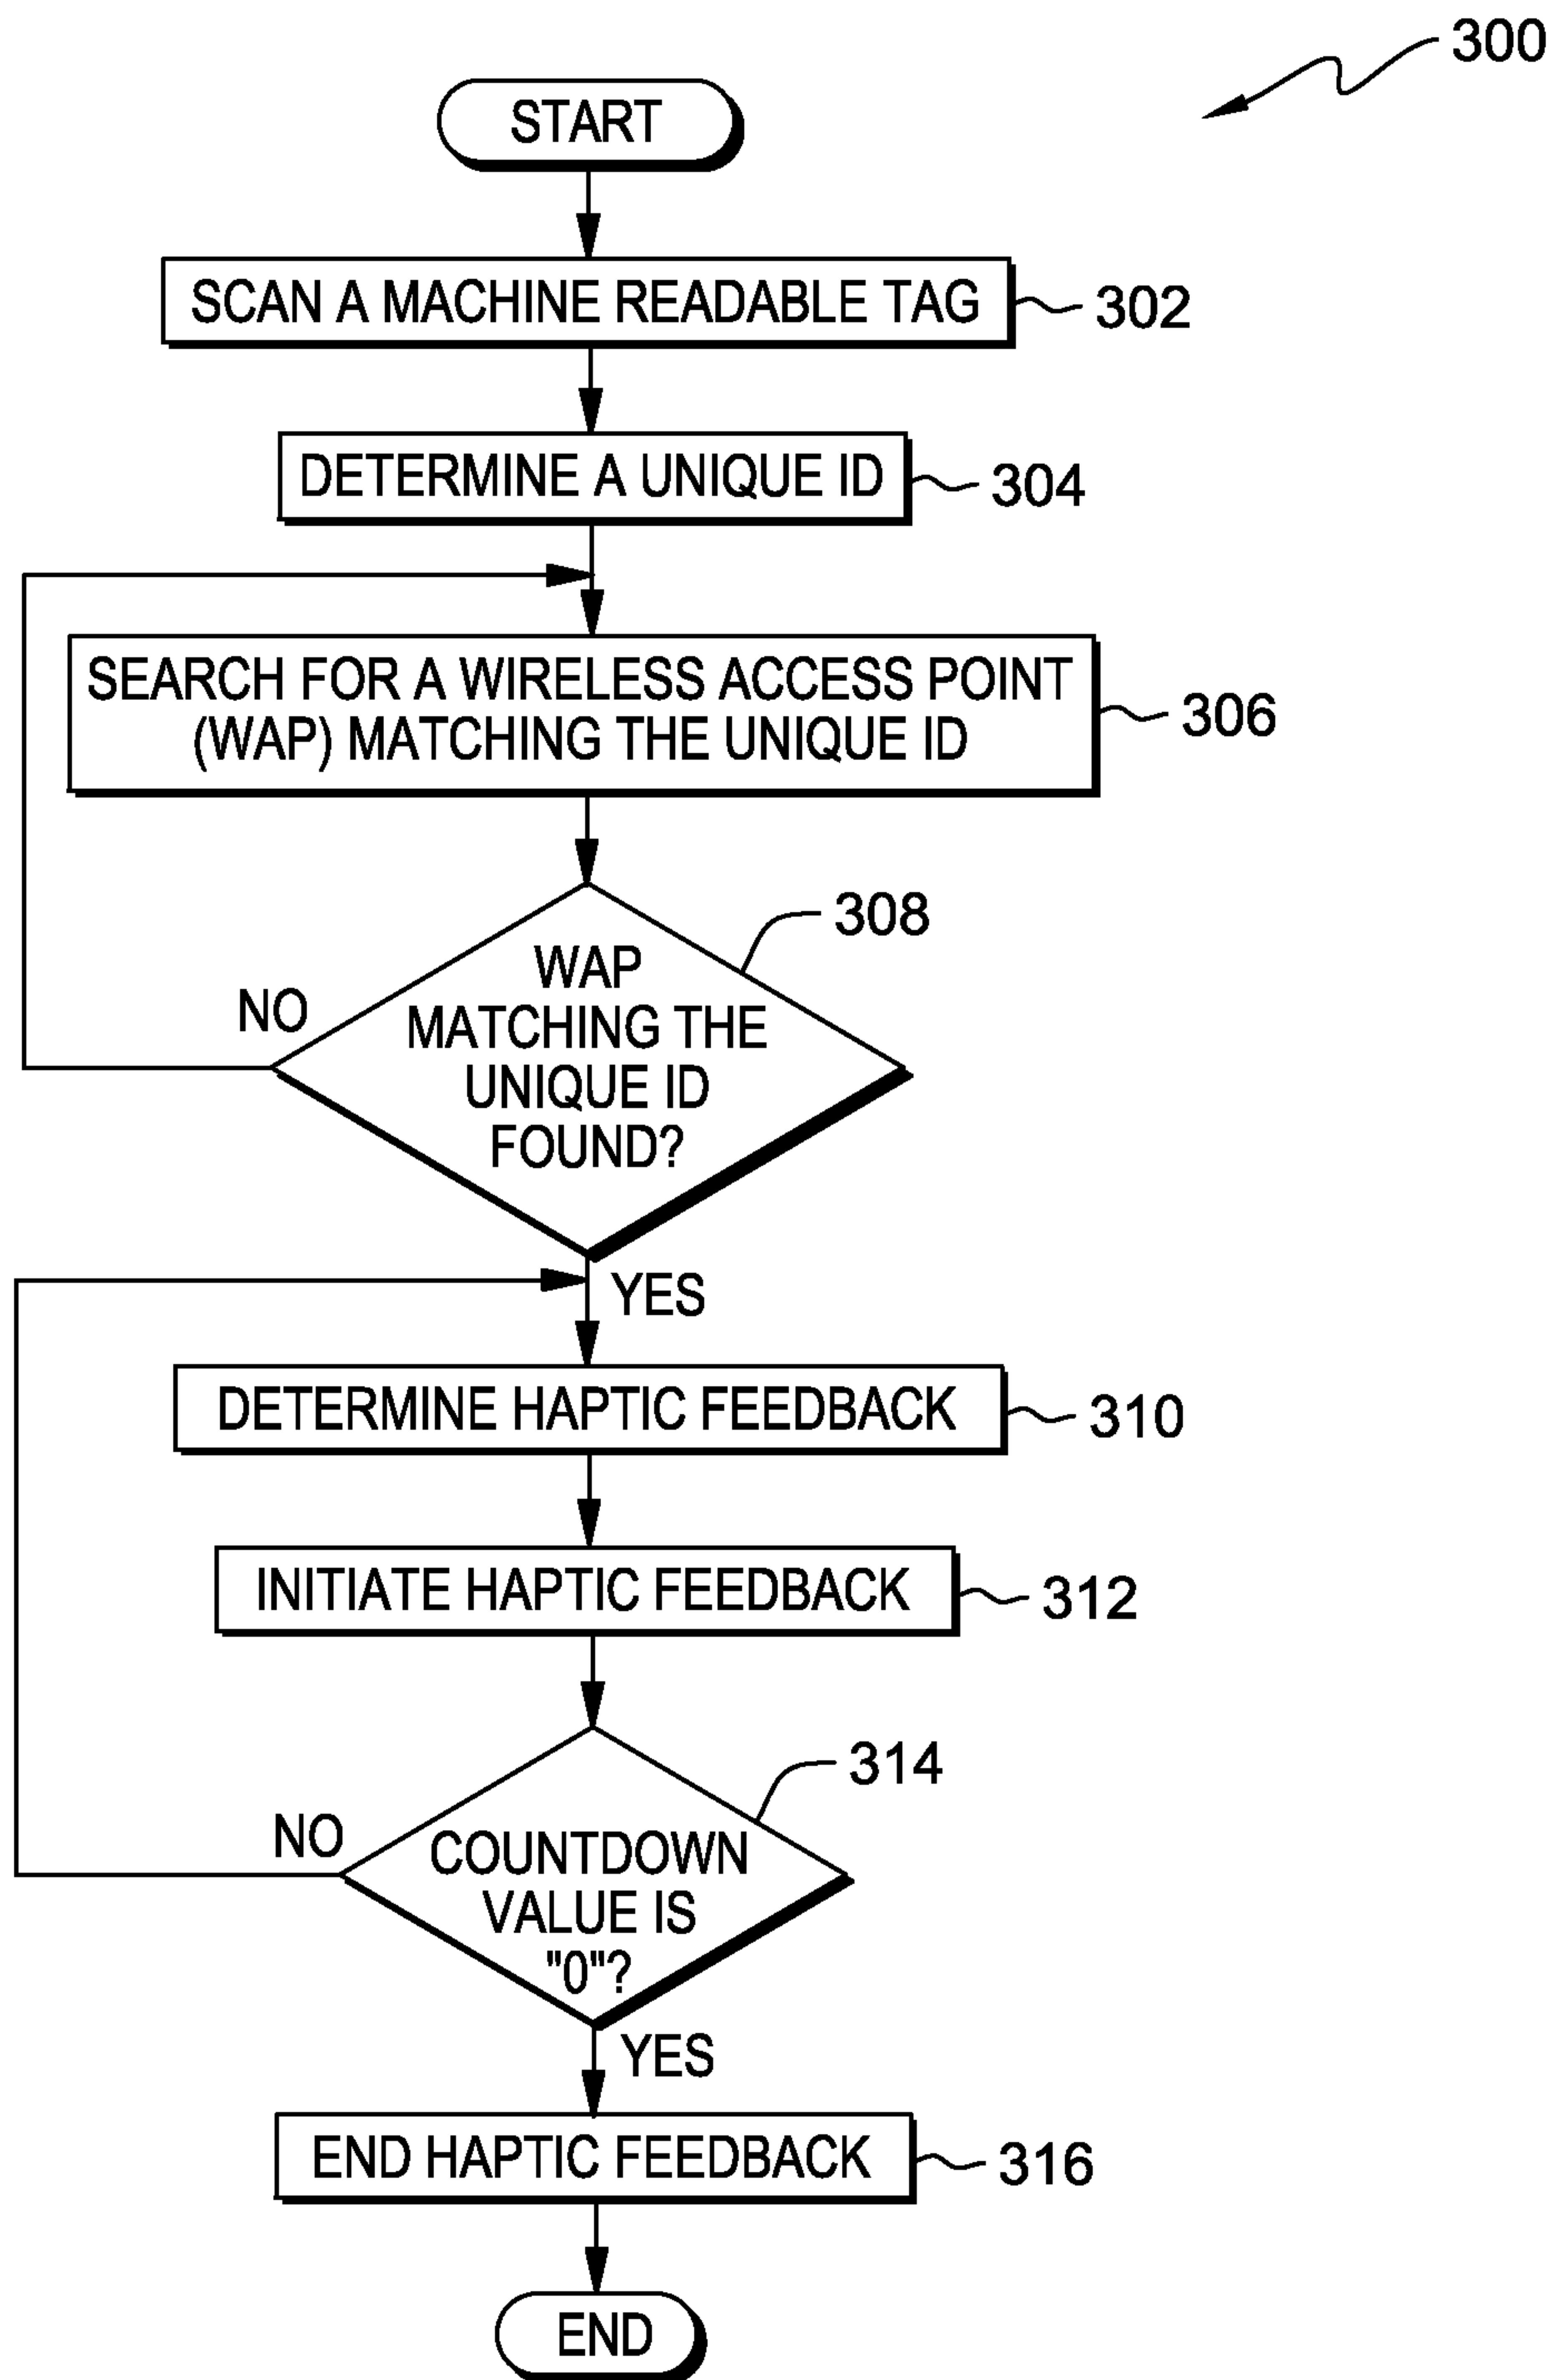 300
START
SCAN A MACHINE READABLE TAG
302
DETERMINE A UNIQUE ID
304
SEARCH FOR A WIRELESS ACCESS POINT
(WAP) MATCHING THE UNIQUE ID
306
308
WAP
MATCHING THE
UNIQUE ID
FOUND?
NO
YES
DETERMINE HAPTIC FEEDBACK
310
INITIATE HAPTIC FEEDBACK
312
314
COUNTDOWN
VALUE IS
"0"?
NO
YES
END HAPTIC FEEDBACK
316
END